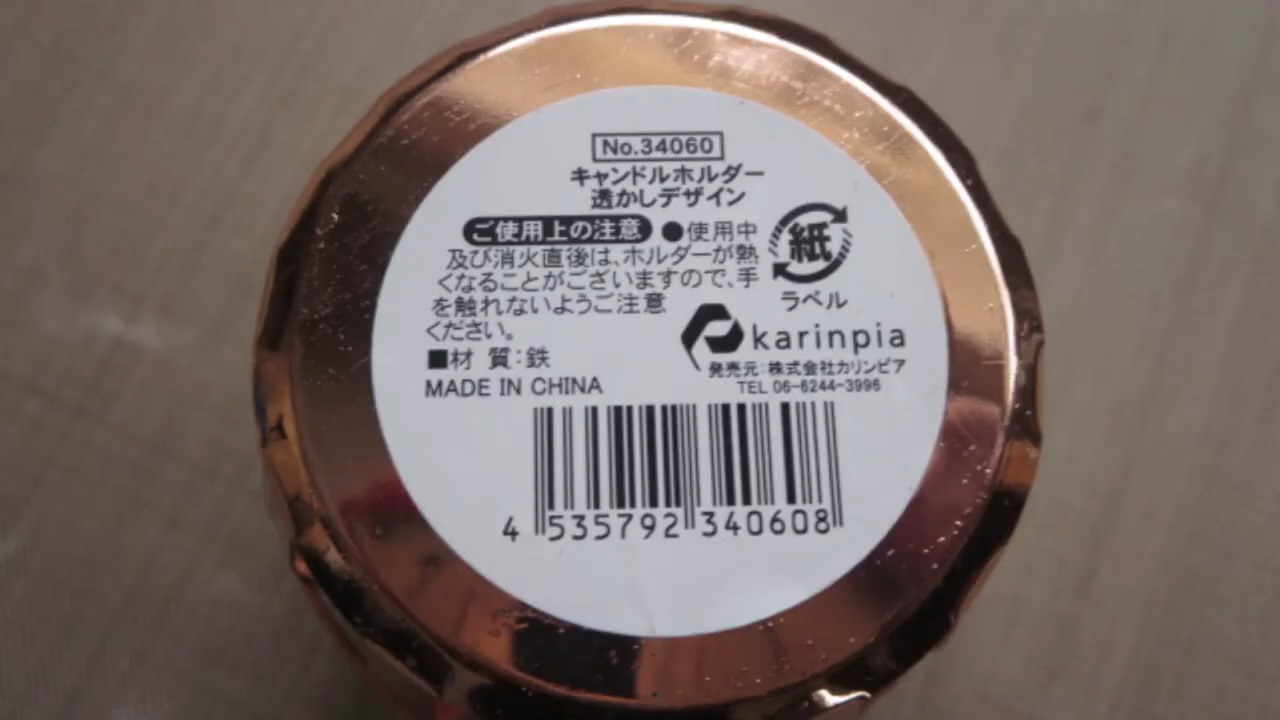 No.34060
キャンドルホルダー
透かしデザイン
ご使用上の注意 ●使用中
及び消火直後は、ホルダーが熱
くなることがございますので、手
を触れないようご注意
ください。
■材 質:鉄
MADE IN CHINA
紙
ラベル
karinpia
発売元:株式会社カリンピア
TEL 06-6244-3996
4 535792 340608